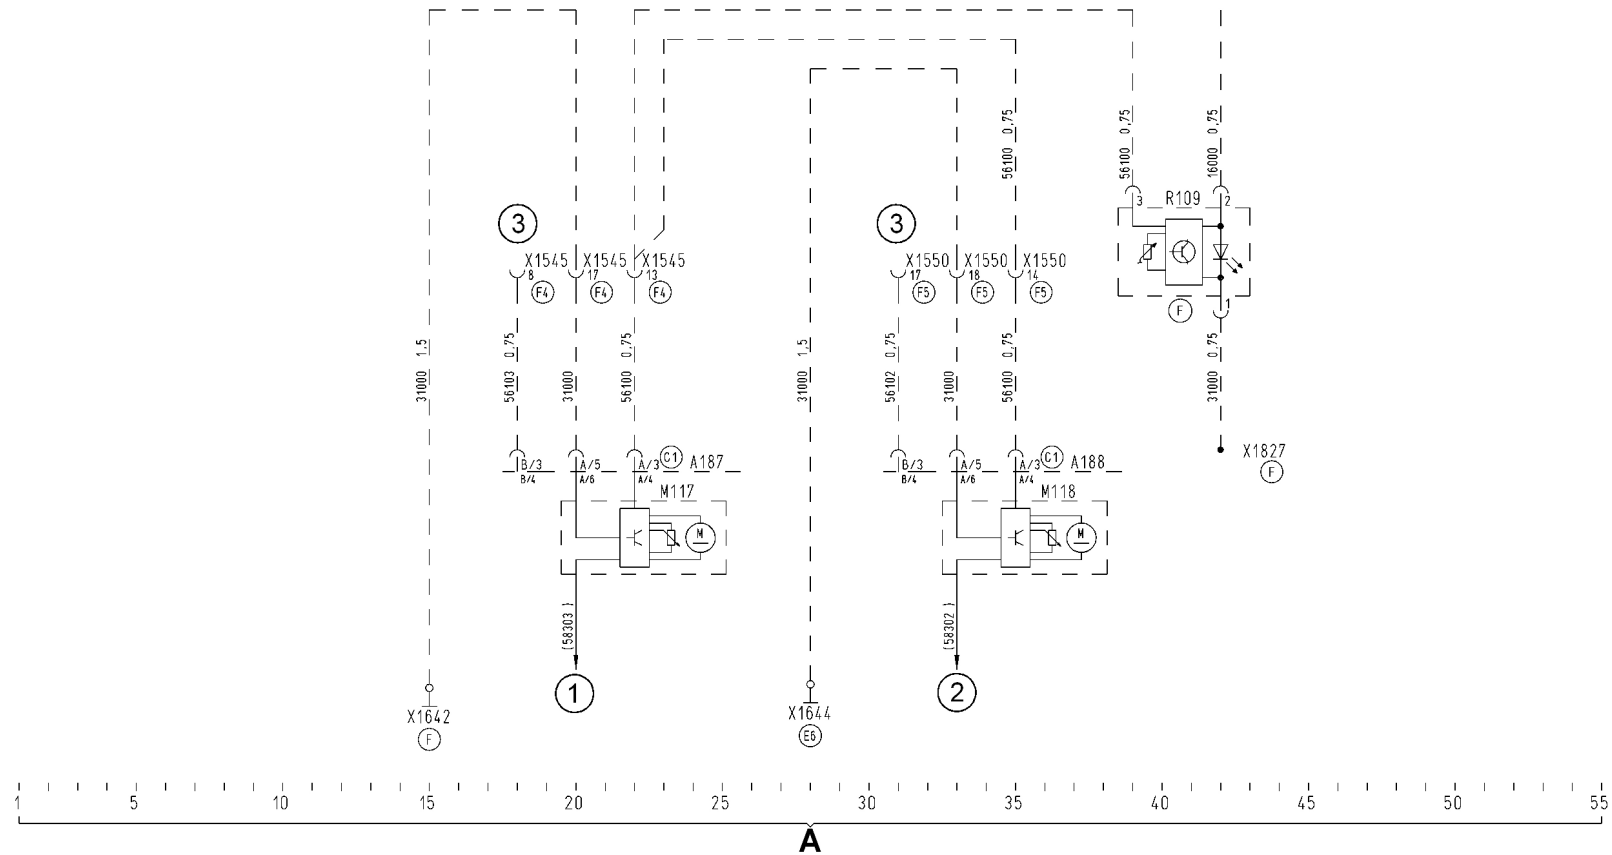 56100 0,75
56100 0,75
16000 0,75
3 R109 2
3
3
X1545 X1545 X1545
8 17 13
F4 F4 F4
X1550 X1550 X1550
17 18 14
F5 F5 F5
F
1
31000 1,5
56103 0,75
31000 0,75
56100 0,75
31000 1,5
56102 0,75
31000 0,75
56100 0,75
31000 0,75
X1827
F
B/3 A/5 A/3 C1 A187
B/4 A/6 A/4
B/3 A/5 A/3 C1 A188
B/4 A/6 A/4
M117
M118
M
M
(58303 )
(58302 )
1
2
X1642
F
X1644
E6
1 5 10 15 20 25 30 35 40 45 50 55
A